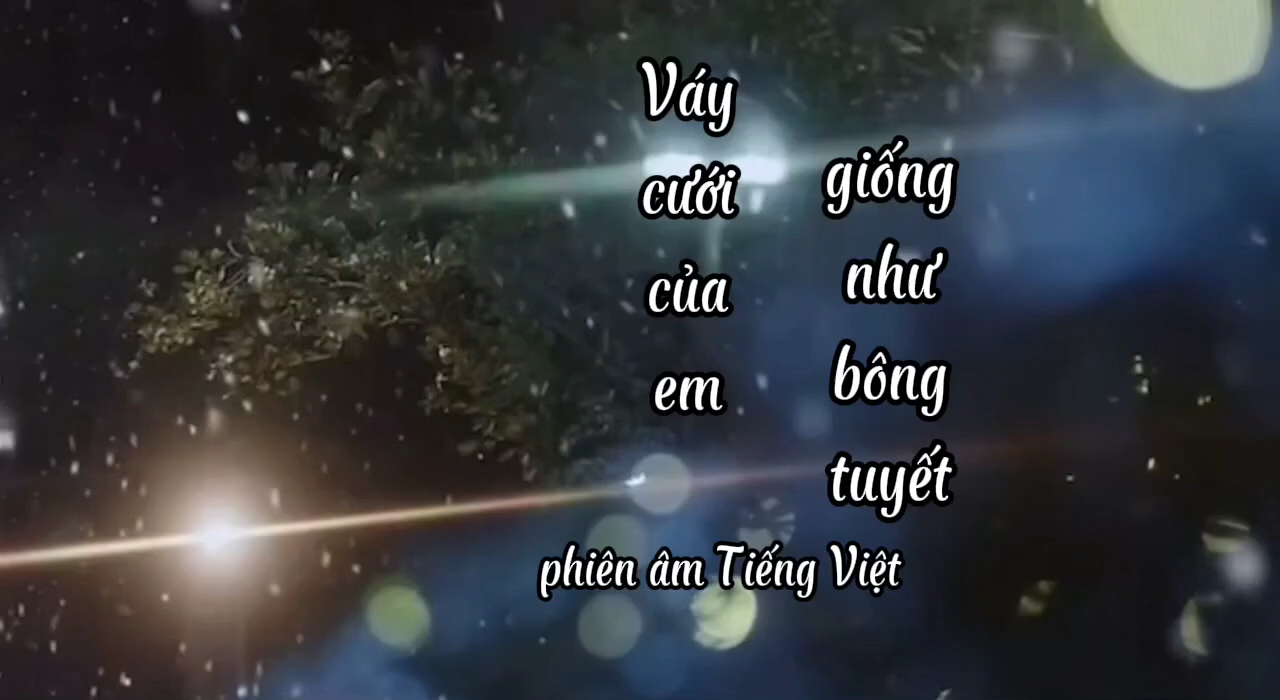 Váy
cưới
của
em
giống
như
bông
tuyết
phiên âm Tiếng Việt